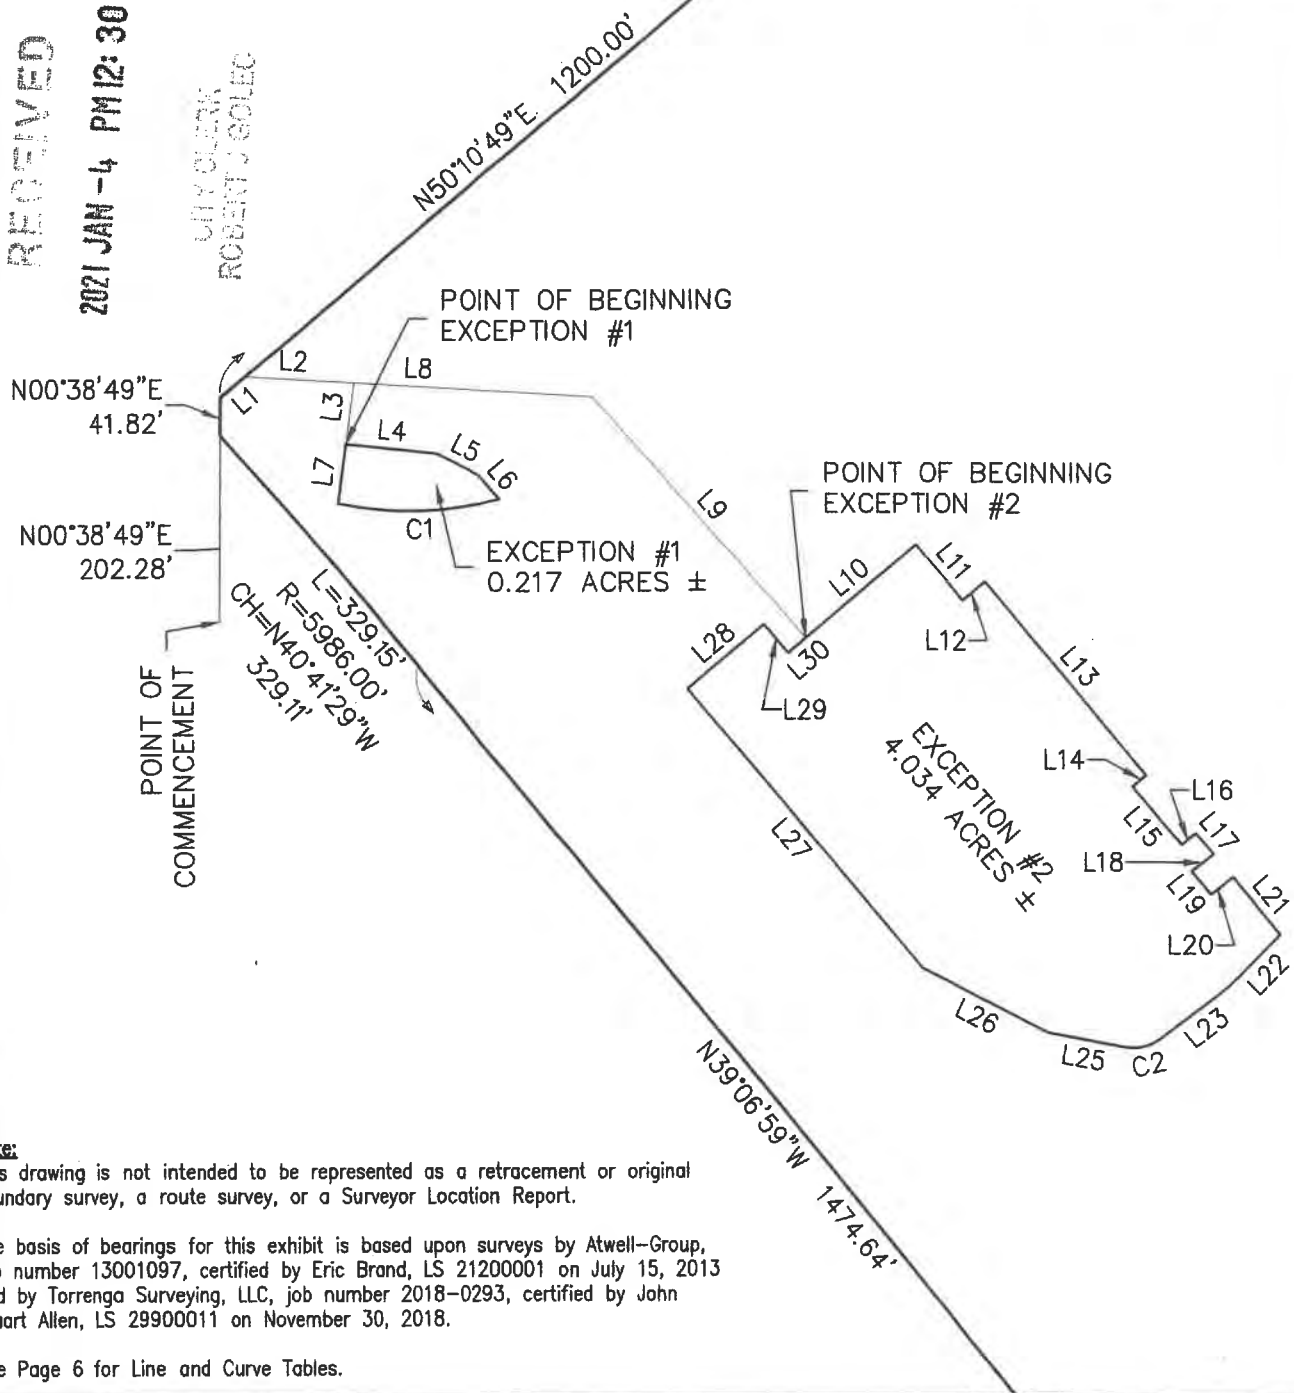 RECEIVED
2021 JAN -4 PM 12: 30
CITY CLERK
ROBERT J GOLEC
N50°10'49"E 1200.00'
POINT OF BEGINNING
EXCEPTION #1
L2
L8
N00°38'49"E
41.82'
L1
L3
L4
L5
L6
L7
C1
L9
POINT OF BEGINNING
EXCEPTION #2
N00°38'49"E
202.28'
EXCEPTION #1
0.217 ACRES ±
L=329.15'
R=5986.00'
CH=N40°41'29"W
329.11'
POINT OF
COMMENCEMENT
L10
L11
L12
L13
L28
L30
L29
L14
L16
L15
L17
L18
L19
L21
L20
L22
EXCEPTION #2
4.034 ACRES ±
L27
L26
L25
C2
L23
N39°06'59"W 1474.64'
te:
s drawing is not intended to be represented as a retracement or original
undary survey, a route survey, or a Surveyor Location Report.
e basis of bearings for this exhibit is based upon surveys by Atwell-Group,
number 13001097, certified by Eric Brand, LS 21200001 on July 15, 2013
d by Torrenga Surveying, LLC, job number 2018-0293, certified by John
art Allen, LS 29900011 on November 30, 2018.
e Page 6 for Line and Curve Tables.